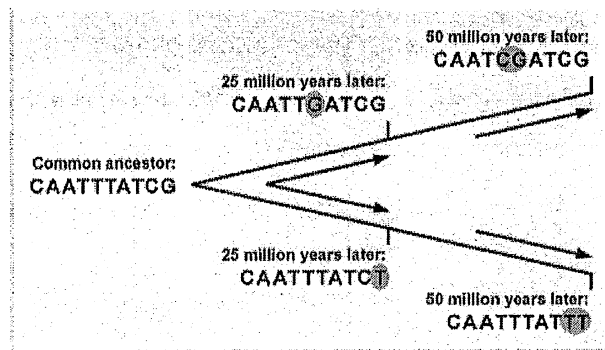 50 million years later:
CAATCGATCG
25 million years later:
CAATTGATCG
Common ancestor:
CAATTTATCG
25 million years later:
CAATTTATCT
50 million years later:
CAATTTATTT